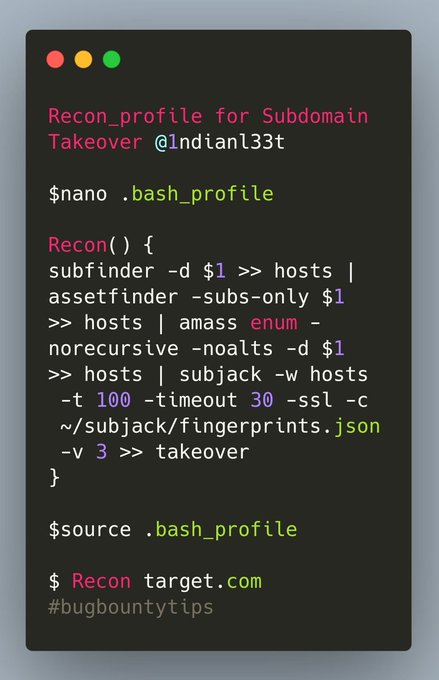 Recon_profile for Subdomain
Takeover @1ndianl33t
$nano .bash_profile
Recon() {
subfinder -d $1 >> hosts |
assetfinder -subs-only $1
>> hosts | amass enum -
norecursive -noalts -d $1
>> hosts | subjack -w hosts
-t 100 -timeout 30 -ssl -c
~/subjack/fingerprints.json
-v 3 >> takeover
}
$source .bash_profile
$ Recon target.com
#bugbountytips